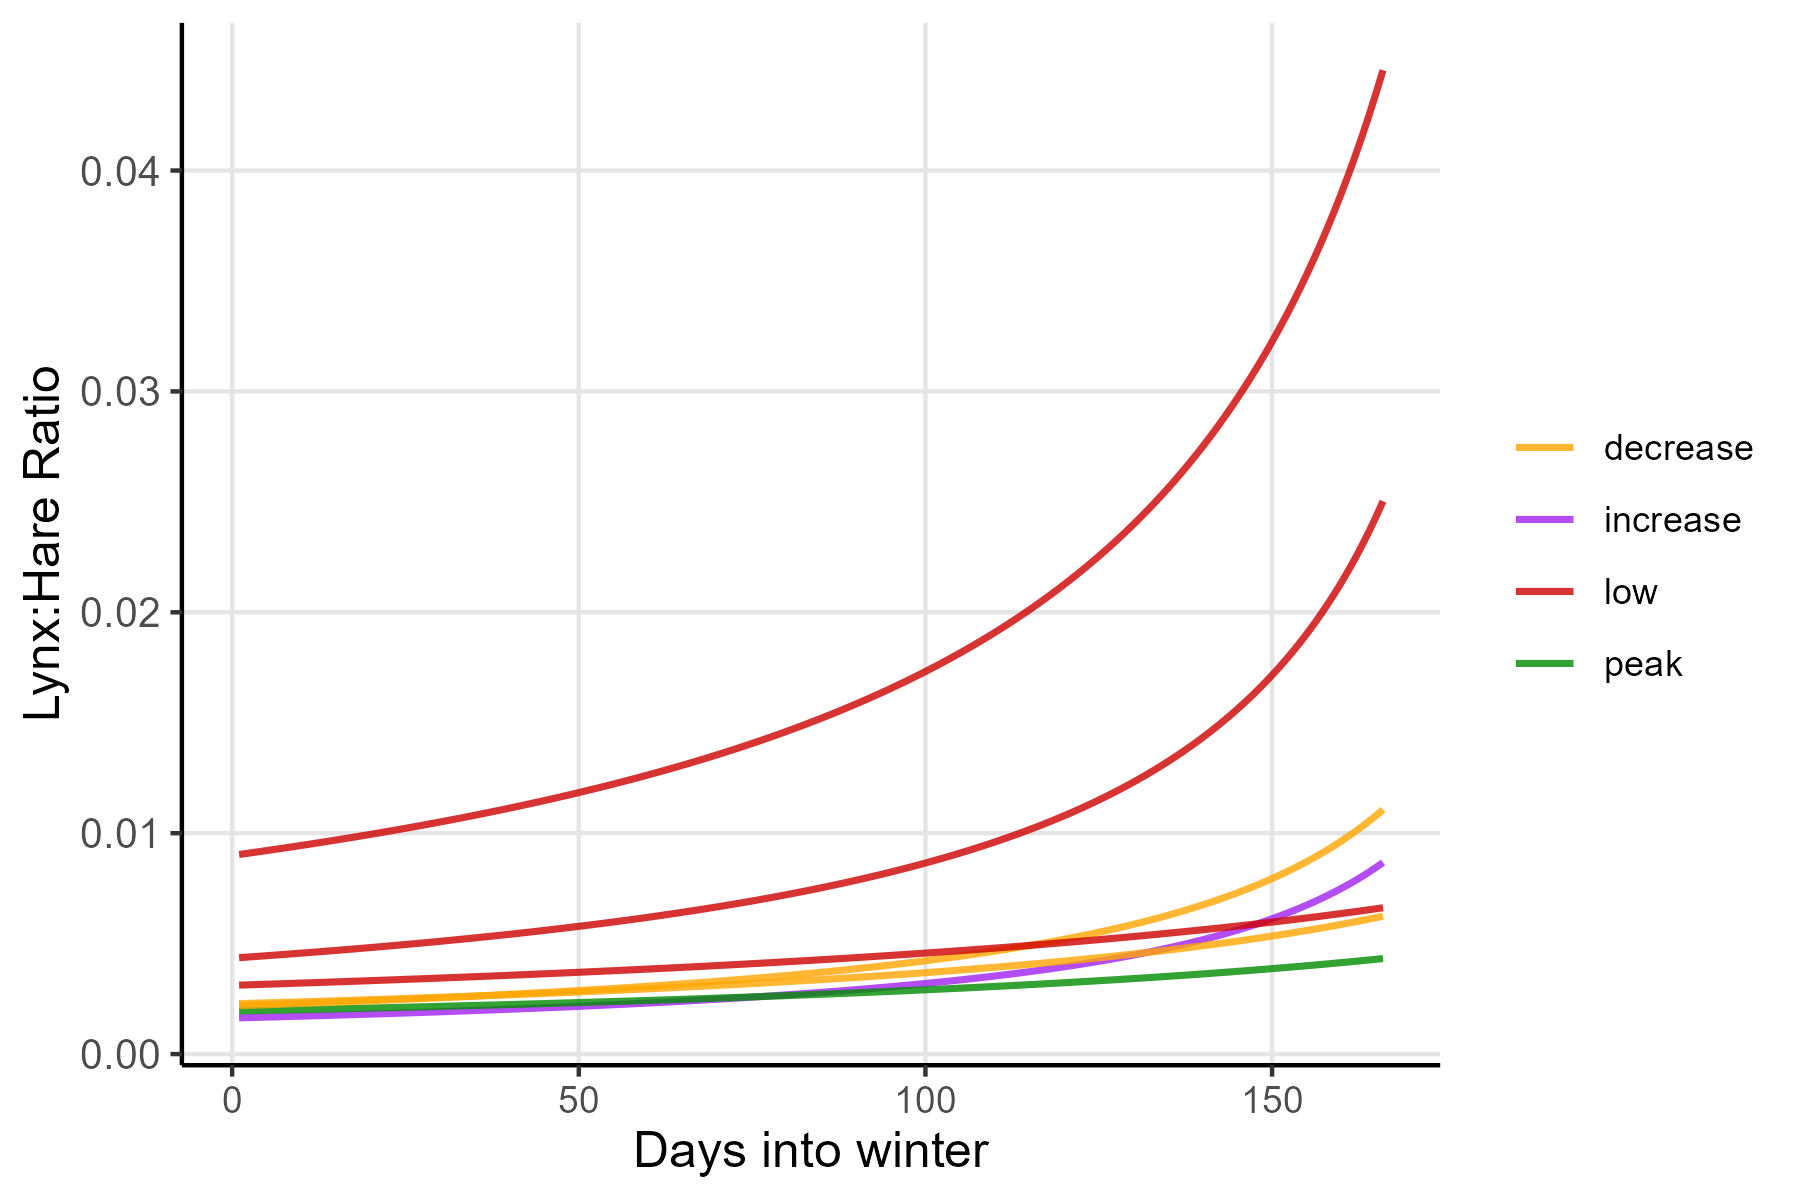 Lynx:Hare Ratio
0.04
0.03
0.02
0.01
0.00
0 50 100 150
Days into winter
decrease
increase
low
peak